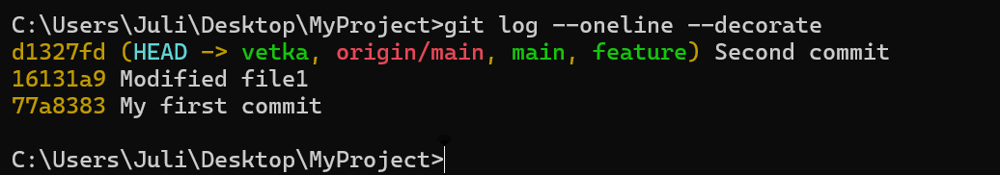 C:\Users\Juli\Desktop\MyProject>git log --oneline --decorate
d1327fd (HEAD -> vetka, origin/main, main, feature) Second commit
16131a9 Modified file1
77a8383 My first commit
C:\Users\Juli\Desktop\MyProject>